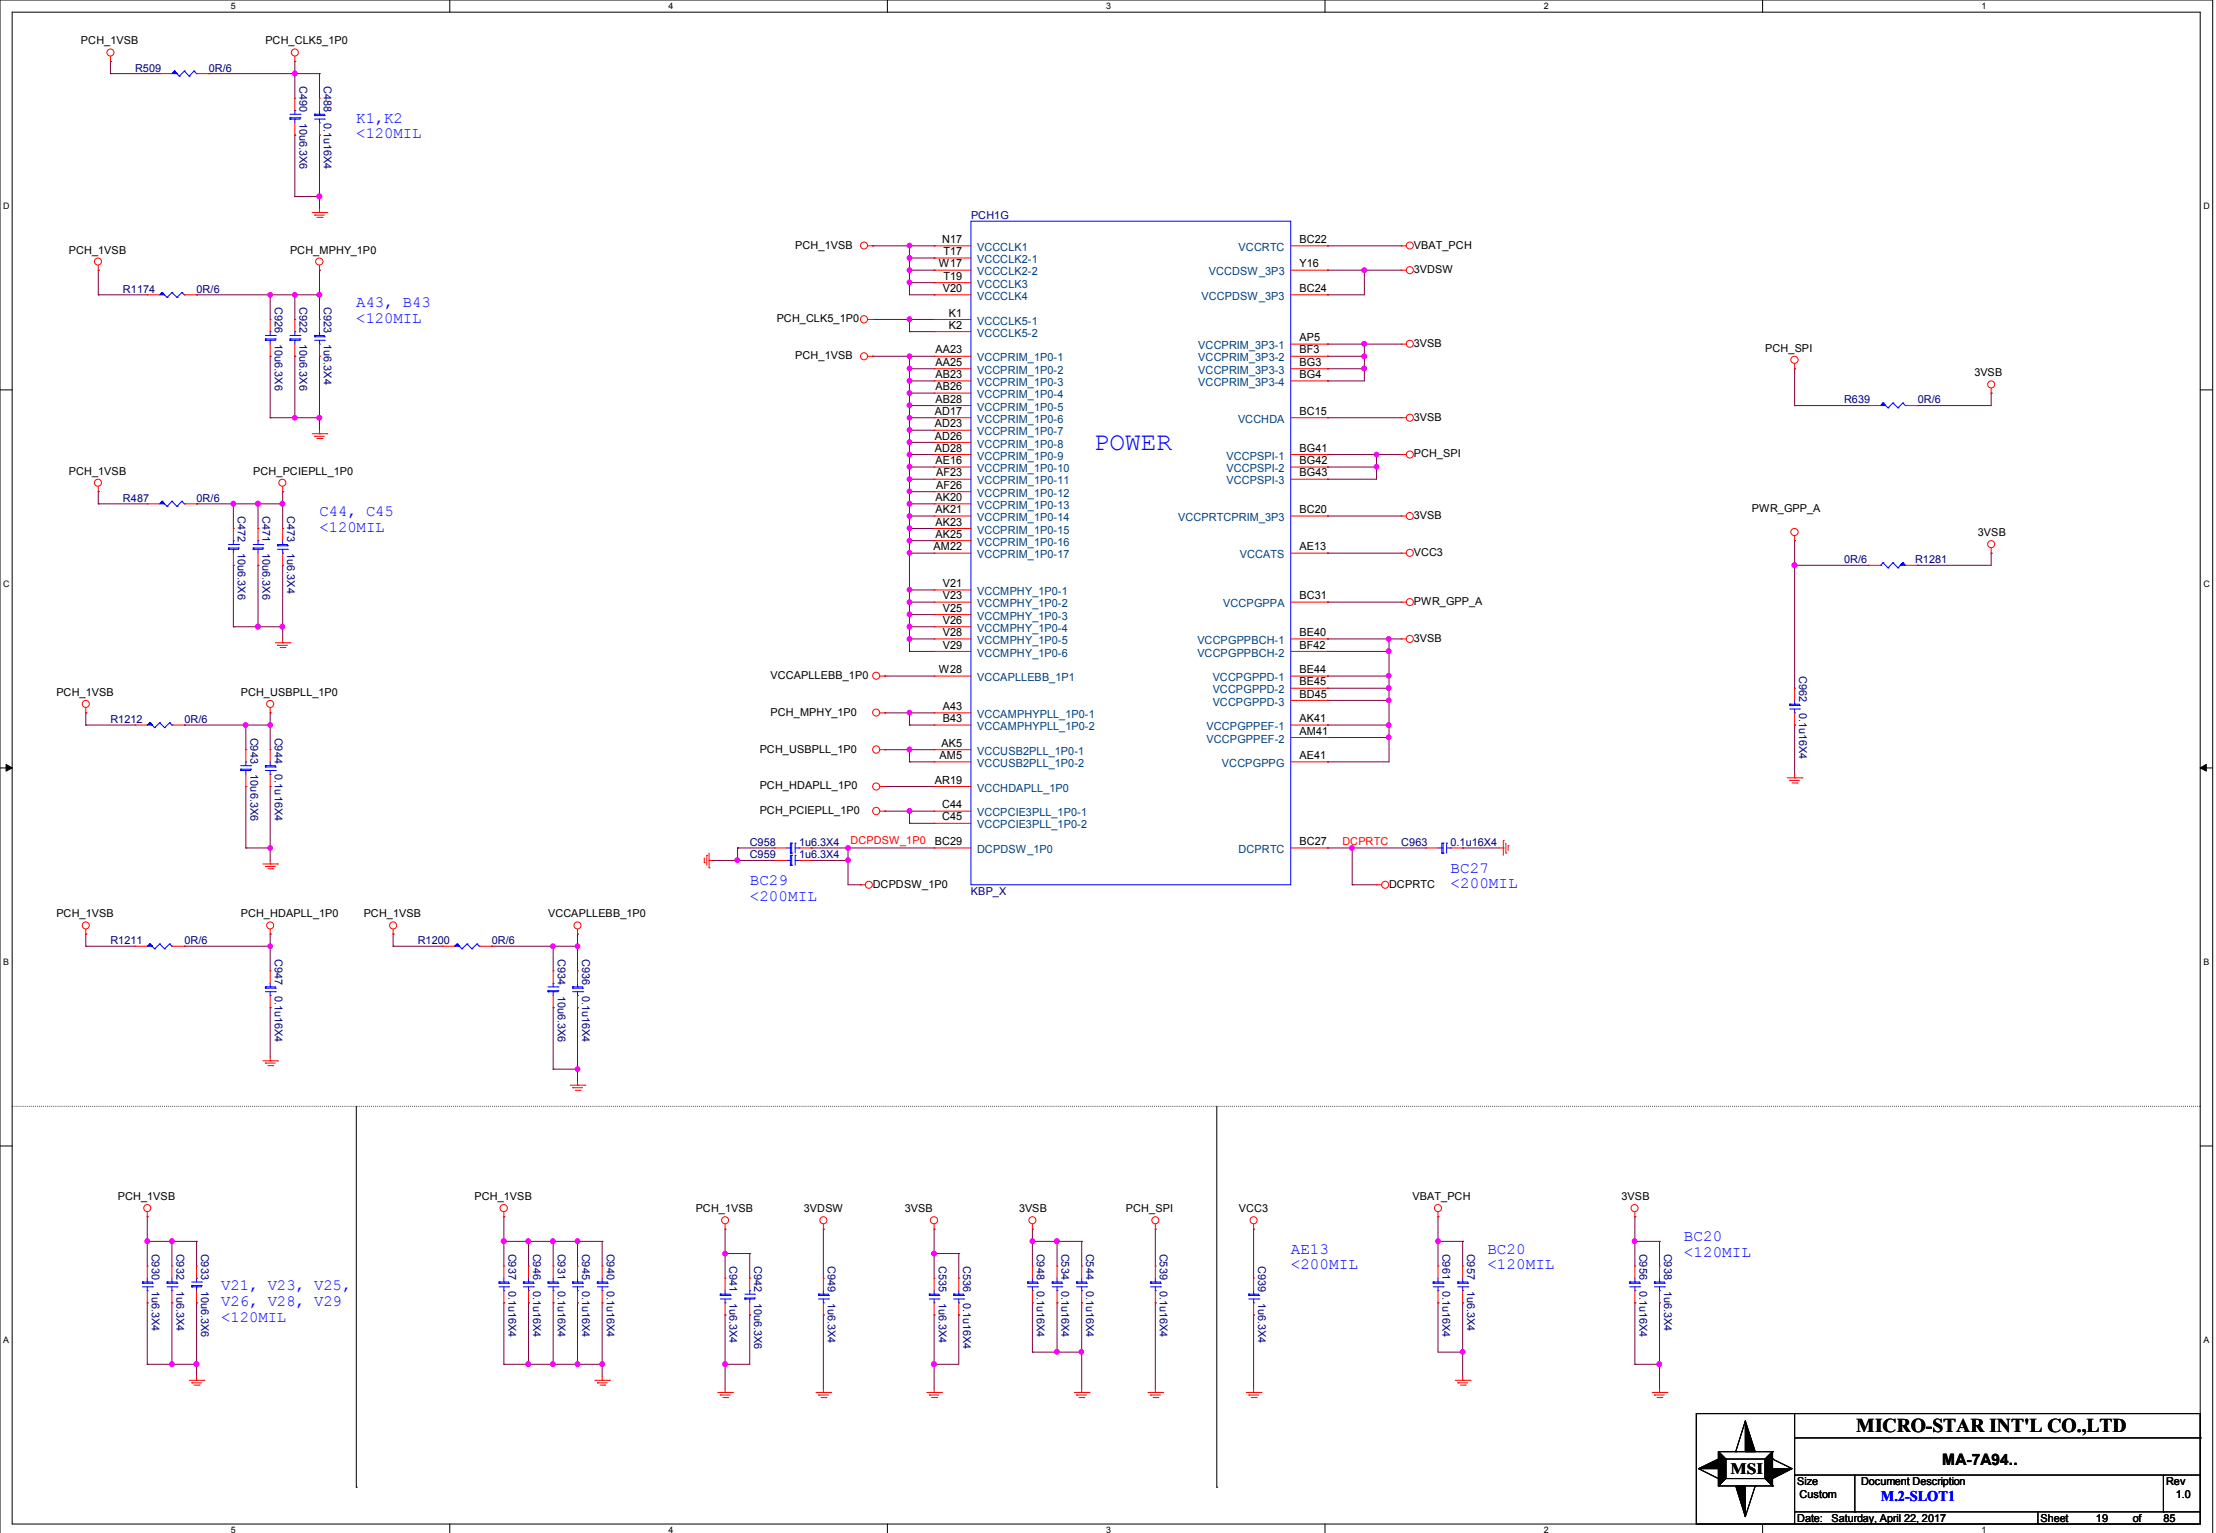 5 4 3 2 1
PCH_1VSB PCH_CLK5_1P0
R509 0R/6
C490 10u6.3X6
C488 0.1u16X4
K1,K2
<120MIL
D D
PCH_1VSB PCH_MPHY_1P0
R1174 0R/6
C926 10u6.3X6
C922 10u6.3X6
C923 1u6.3X4
A43, B43
<120MIL
PCH_1VSB PCH_PCIEPLL_1P0
R487 0R/6
C472 10u6.3X6
C471 10u6.3X6
C473 1u6.3X4
C44, C45
<120MIL
C C
PCH_1VSB PCH_USBPLL_1P0
R1212 0R/6
C943 10u6.3X6
C944 0.1u16X4
PCH_1VSB PCH_HDAPLL_1P0
R1211 0R/6
C947 0.1u16X4
PCH_1VSB VCCAPLLEBB_1P0
R1200 0R/6
C934 10u6.3X6
C936 0.1u16X4
B B
PCH1G
POWER
PCH_1VSB N17 VCCCLK1
T17 VCCCLK2-1
W17 VCCCLK2-2
T19 VCCCLK3
V20 VCCCLK4
PCH_CLK5_1P0 K1 VCCCLK5-1
K2 VCCCLK5-2
PCH_1VSB AA23 VCCPRIM_1P0-1
AA25 VCCPRIM_1P0-2
AB23 VCCPRIM_1P0-3
AB26 VCCPRIM_1P0-4
AB28 VCCPRIM_1P0-5
AD17 VCCPRIM_1P0-6
AD23 VCCPRIM_1P0-7
AD26 VCCPRIM_1P0-8
AD28 VCCPRIM_1P0-9
AE16 VCCPRIM_1P0-10
AF23 VCCPRIM_1P0-11
AF26 VCCPRIM_1P0-12
AK20 VCCPRIM_1P0-13
AK21 VCCPRIM_1P0-14
AK23 VCCPRIM_1P0-15
AK25 VCCPRIM_1P0-16
AM22 VCCPRIM_1P0-17
V21 VCCMPHY_1P0-1
V23 VCCMPHY_1P0-2
V25 VCCMPHY_1P0-3
V26 VCCMPHY_1P0-4
V28 VCCMPHY_1P0-5
V29 VCCMPHY_1P0-6
VCCAPLLEBB_1P0 W28 VCCAPLLEBB_1P1
PCH_MPHY_1P0 A43 VCCAMPHYPLL_1P0-1
B43 VCCAMPHYPLL_1P0-2
PCH_USBPLL_1P0 AK5 VCCUSB2PLL_1P0-1
AM5 VCCUSB2PLL_1P0-2
PCH_HDAPLL_1P0 AR19 VCCHDAPLL_1P0
PCH_PCIEPLL_1P0 C44 VCCPCIE3PLL_1P0-1
C45 VCCPCIE3PLL_1P0-2
C958 1u6.3X4 DCPDSW_1P0 BC29 DCPDSW_1P0
C959 1u6.3X4
BC29
<200MIL
DCPDSW_1P0
KBP_X
VCCRTC BC22 VBAT_PCH
VCCDSW_3P3 Y16 3VDSW
VCCPDSW_3P3 BC24
VCCPRIM_3P3-1 AP5 3VSB
VCCPRIM_3P3-2 BF3
VCCPRIM_3P3-3 BG3
VCCPRIM_3P3-4 BG4
VCCHDA BC15 3VSB
VCCPSPI-1 BG41 PCH_SPI
VCCPSPI-2 BG42
VCCPSPI-3 BG43
VCCPRTCPRIM_3P3 BC20 3VSB
VCCATS AE13 VCC3
VCCPGPPA BC31 PWR_GPP_A
VCCPGPPBCH-1 BE40 3VSB
VCCPGPPBCH-2 BF42
VCCPGPPD-1 BE44
VCCPGPPD-2 BE45
VCCPGPPD-3 BD45
VCCPGPPEF-1 AK41
VCCPGPPEF-2 AM41
VCCPGPPG AE41
DCPRTC BC27 DCPRTC C963 0.1u16X4
BC27
<200MIL
DCPRTC
PCH_SPI 3VSB
R639 0R/6
PWR_GPP_A 3VSB
0R/6 R1281
C962 0.1u16X4
PCH_1VSB
C930 1u6.3X4
C932 1u6.3X4
C933 10u6.3X6
V21, V23, V25,
V26, V28, V29
<120MIL
PCH_1VSB
C937 0.1u16X4
C946 0.1u16X4
C931 0.1u16X4
C945 0.1u16X4
C940 0.1u16X4
PCH_1VSB
C941 1u6.3X4
C942 10u6.3X6
3VDSW
C949 1u6.3X4
3VSB
C535 1u6.3X4
C536 0.1u16X4
3VSB
C948 0.1u16X4
C534 0.1u16X4
C544 0.1u16X4
PCH_SPI
C539 0.1u16X4
VCC3
C939 1u6.3X4
AE13
<200MIL
VBAT_PCH
C961 0.1u16X4
C957 1u6.3X4
BC20
<120MIL
3VSB
C956 0.1u16X4
C938 1u6.3X4
BC20
<120MIL
A A
MSI
MICRO-STAR INT'L CO.,LTD
MA-7A94..
Size Document Description Rev
Custom M.2-SLOT1 1.0
Date: Saturday, April 22, 2017 Sheet 19 of 85
5 4 3 2 1